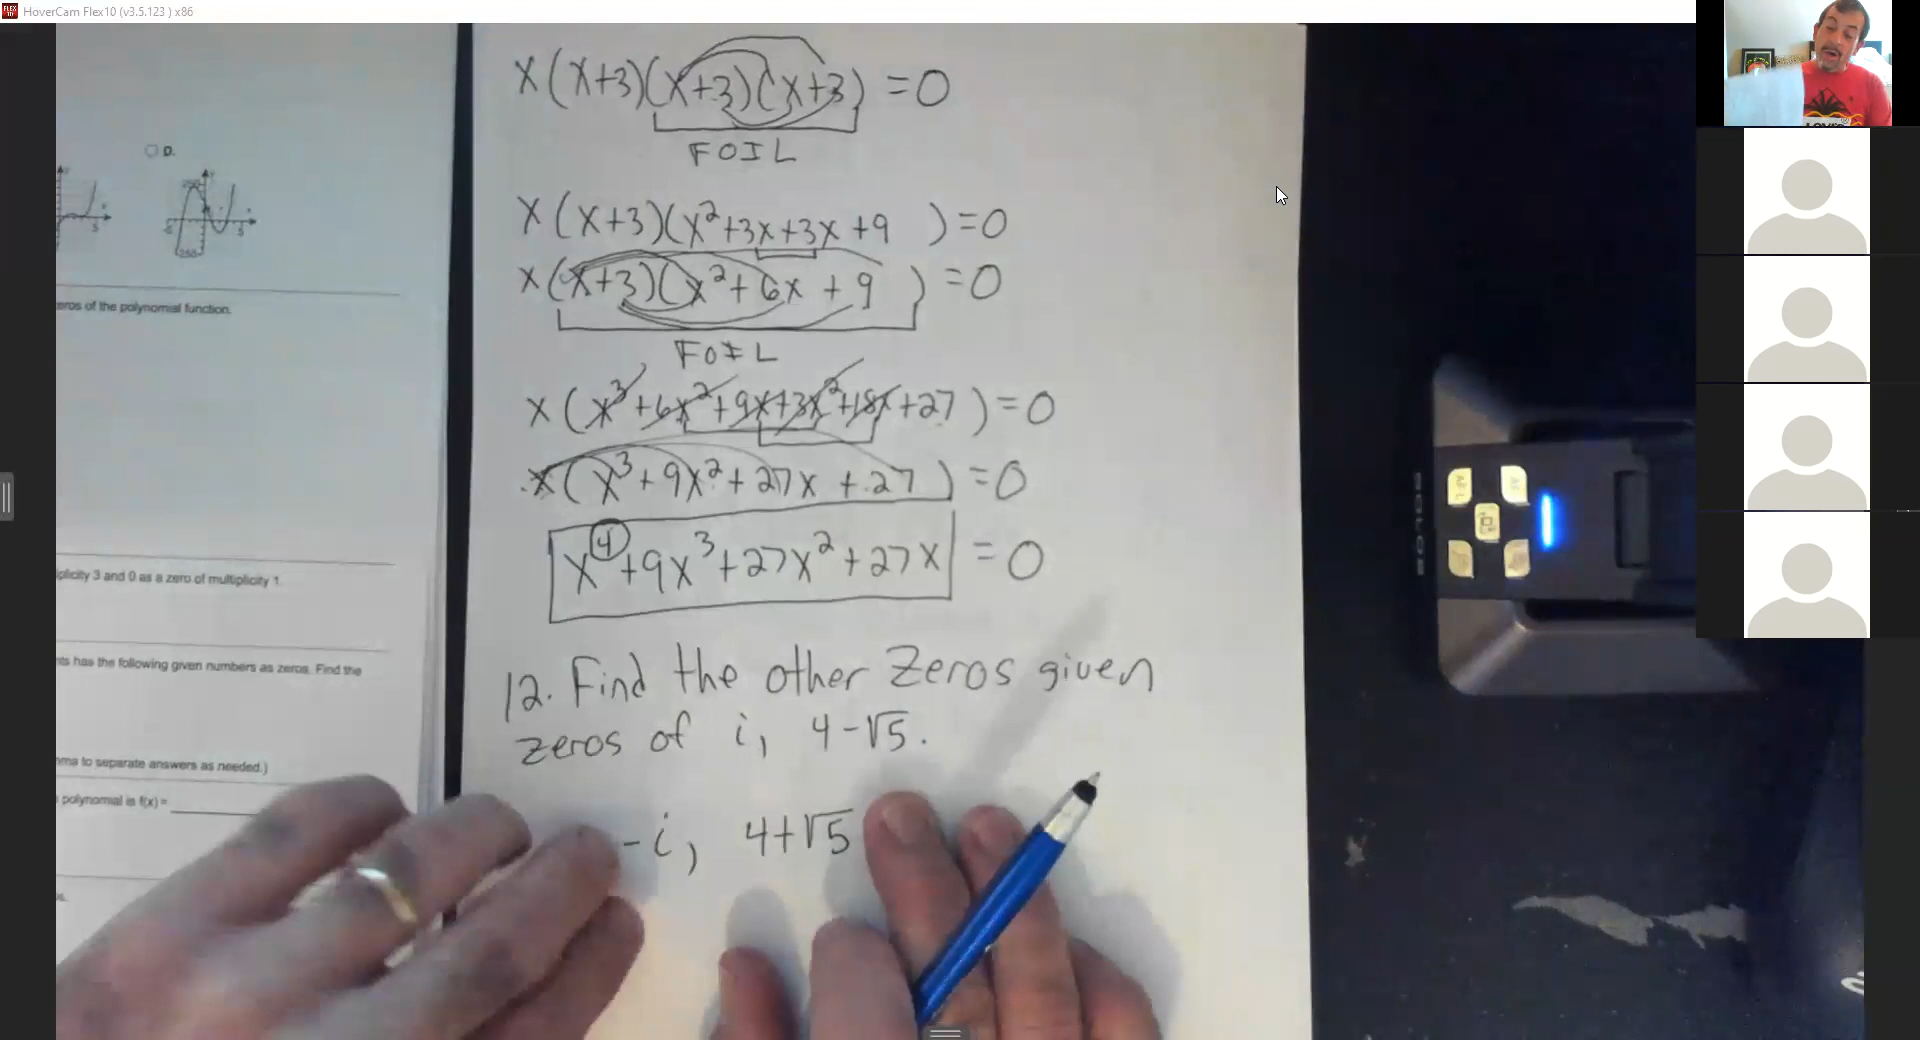 HoverCam Flex10 (v3.5.123 ) x86
D.
zeros of the polynomial function.
multiplicity 3 and 0 as a zero of multiplicity 1.
has the following given numbers as zeros. Find the
comma to separate answers as needed.)
polynomial is f(x) =
x(x+3)(x+3)(x+3) = 0
FOIL
x(x+3)(x²+3x+3x+9 ) = 0
x(x+3)(x²+6x+9 ) = 0
FOIL
x(x³+6x²+9x+3x²+18x+27 ) = 0
x(x³+9x²+27x+27 ) = 0
x⁴+9x³+27x²+27x = 0
12. Find the other zeros given
zeros of i, 4-√5.
-i, 4+√5